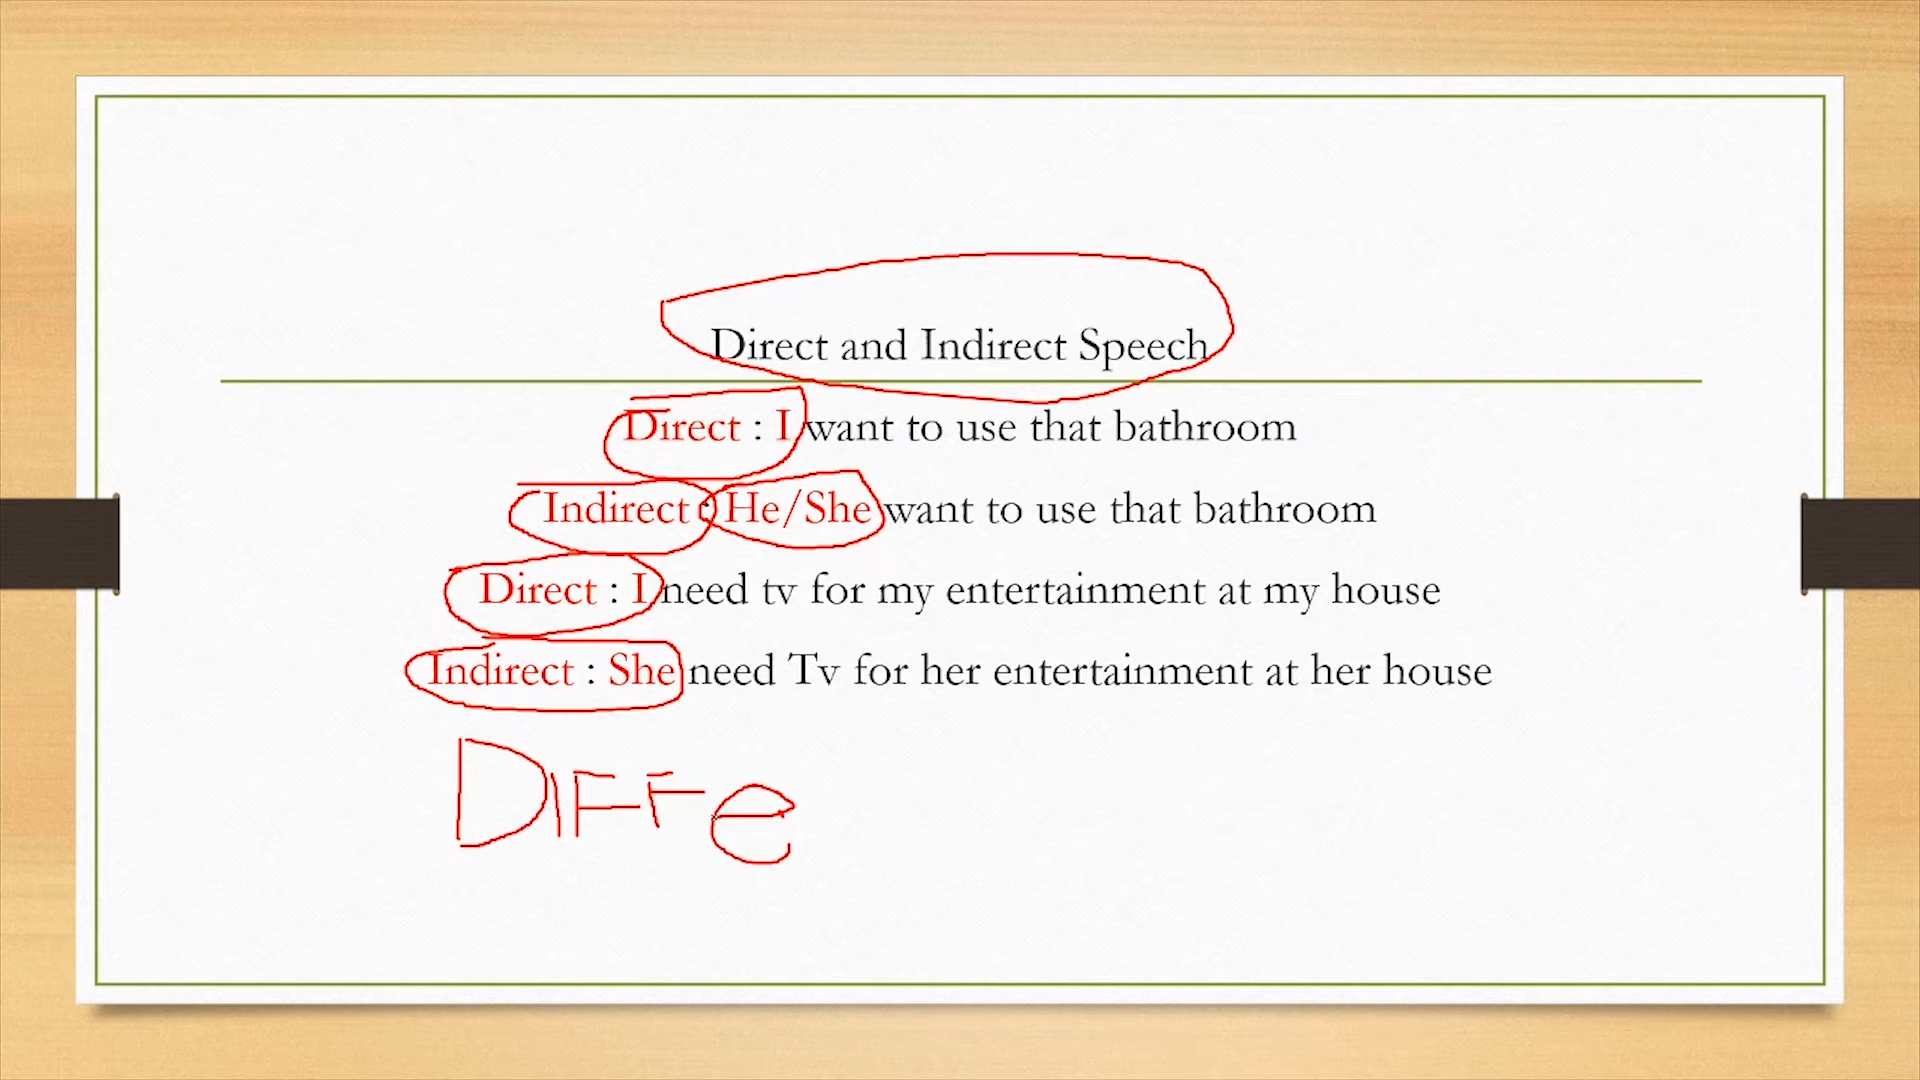 Direct and Indirect Speech
Direct : I want to use that bathroom
Indirect : He/She want to use that bathroom
Direct : I need tv for my entertainment at my house
Indirect : She need Tv for her entertainment at her house
DIFFe